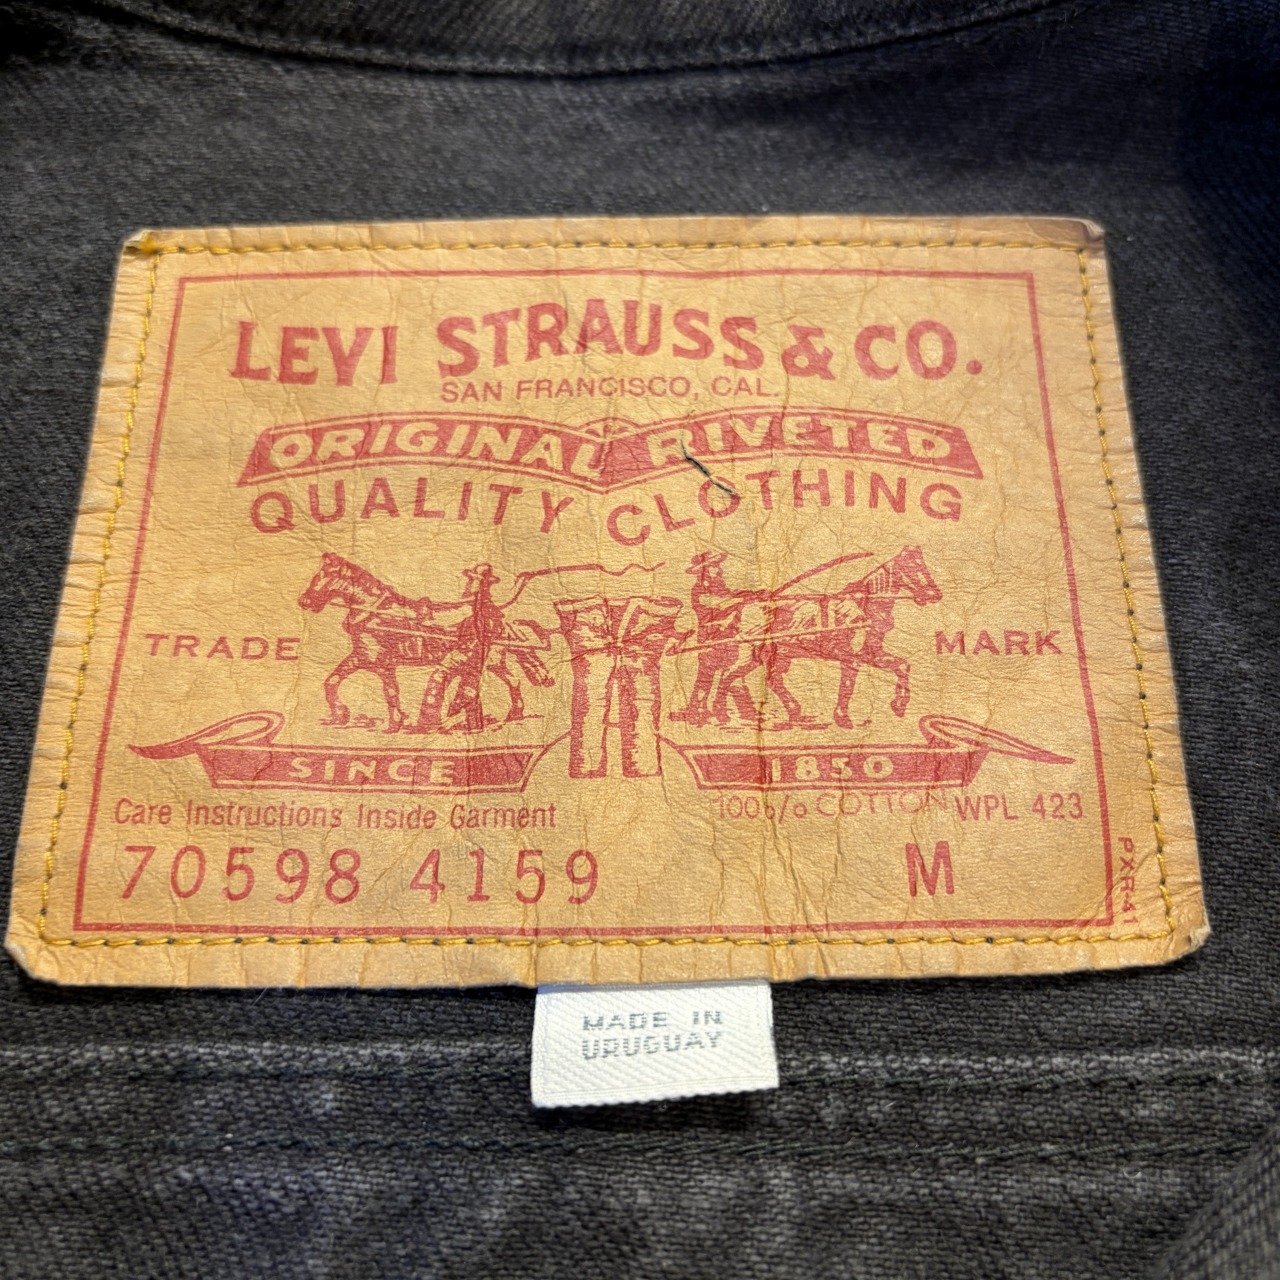 LEVI STRAUSS & CO.
SAN FRANCISCO, CAL.
ORIGINAL RIVETED
QUALITY CLOTHING
TRADE MARK
SINCE 1850
Care Instructions Inside Garment 100% COTTON WPL 423
70598 4159 M
PXR41
MADE IN
URUGUAY